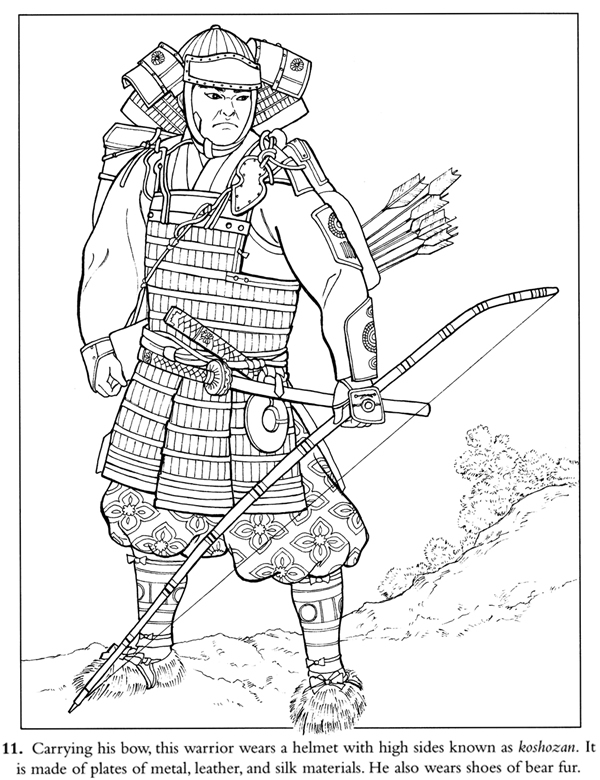 11. Carrying his bow, this warrior wears a helmet with high sides known as koshozan. It
is made of plates of metal, leather, and silk materials. He also wears shoes of bear fur.